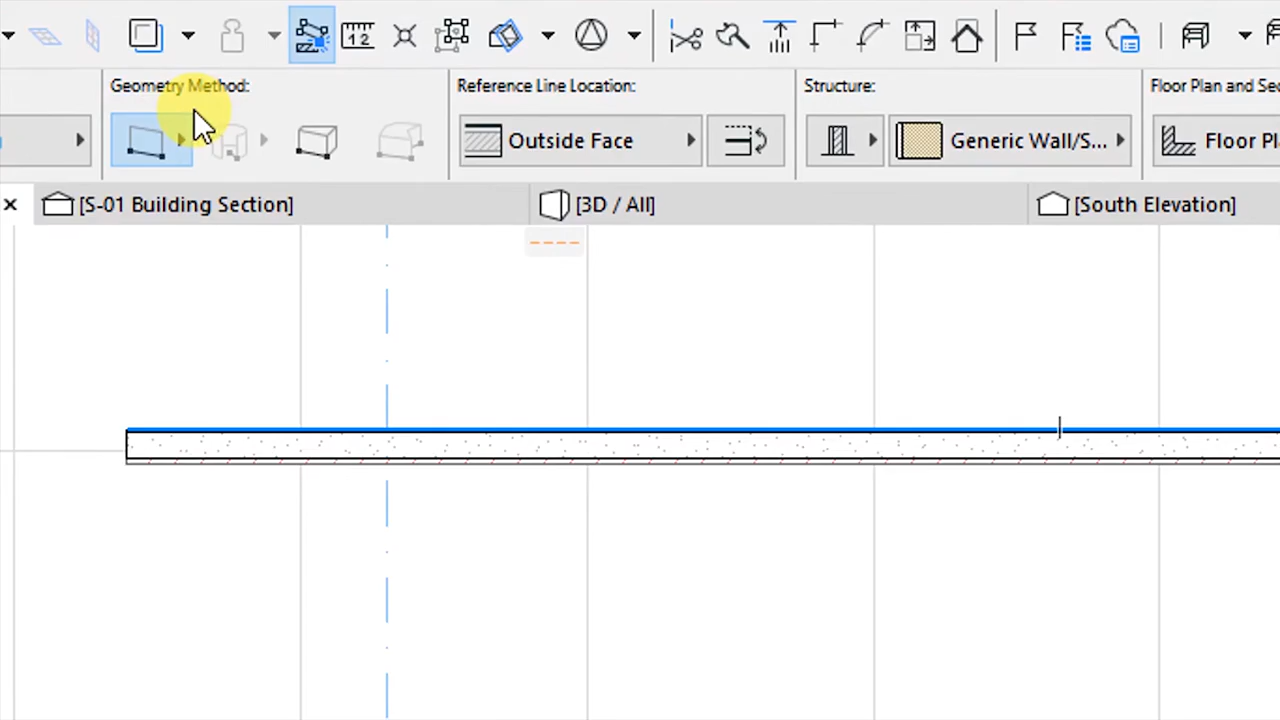 12
Geometry Method:
Reference Line Location:
Structure:
Floor Plan and Sec
Outside Face
Generic Wall/S...
Floor Pl
[S-01 Building Section]
[3D / All]
[South Elevation]